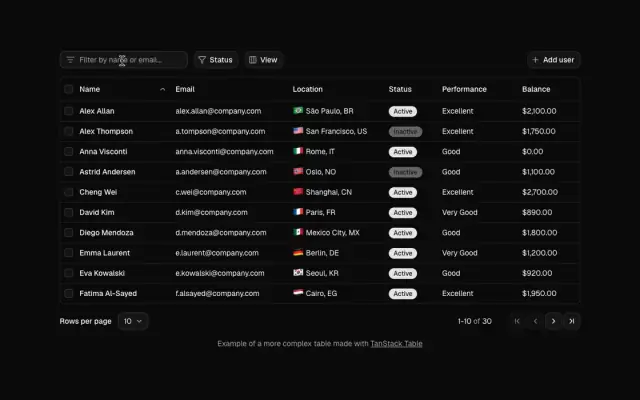 Filter by name or email...
Status
View
Add user
Name Email Location Status Performance Balance
Alex Allan alex.allan@company.com São Paulo, BR Active Excellent $2,100.00
Alex Thompson a.tompson@company.com San Francisco, US Inactive Excellent $1,750.00
Anna Visconti anna.visconti@company.com Rome, IT Active Good $0.00
Astrid Andersen a.andersen@company.com Oslo, NO Inactive Good $1,100.00
Cheng Wei c.wei@company.com Shanghai, CN Active Excellent $2,700.00
David Kim d.kim@company.com Paris, FR Active Very Good $890.00
Diego Mendoza d.mendoza@company.com Mexico City, MX Active Good $1,800.00
Emma Laurent e.laurent@company.com Berlin, DE Active Very Good $1,200.00
Eva Kowalski e.kowalski@company.com Seoul, KR Active Good $920.00
Fatima Al-Sayed f.alsayed@company.com Cairo, EG Active Excellent $1,950.00
Rows per page 10 1-10 of 30
Example of a more complex table made with TanStack Table